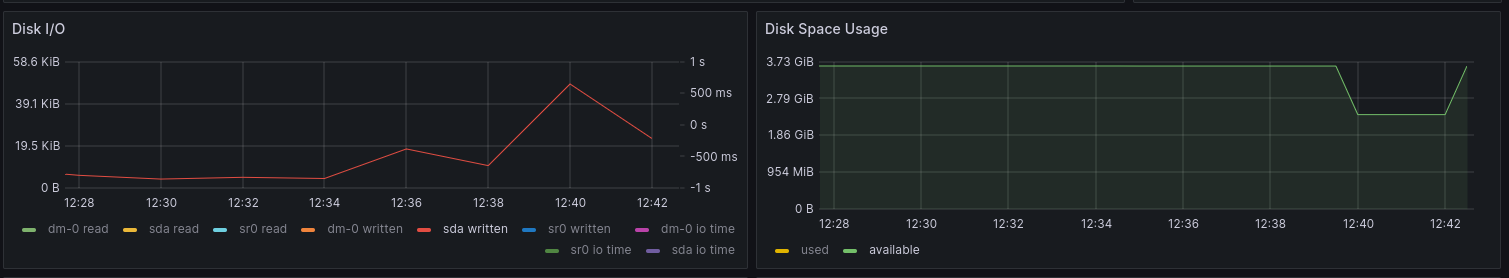 Disk I/O
58.6 KiB
39.1 KiB
19.5 KiB
0 B
1 s
500 ms
0 s
-500 ms
-1 s
12:28 12:30 12:32 12:34 12:36 12:38 12:40 12:42
dm-0 read sda read sr0 read dm-0 written sda written sr0 written dm-0 io time
sr0 io time sda io time
Disk Space Usage
3.73 GiB
2.79 GiB
1.86 GiB
954 MiB
0 B
12:28 12:30 12:32 12:34 12:36 12:38 12:40 12:42
used available